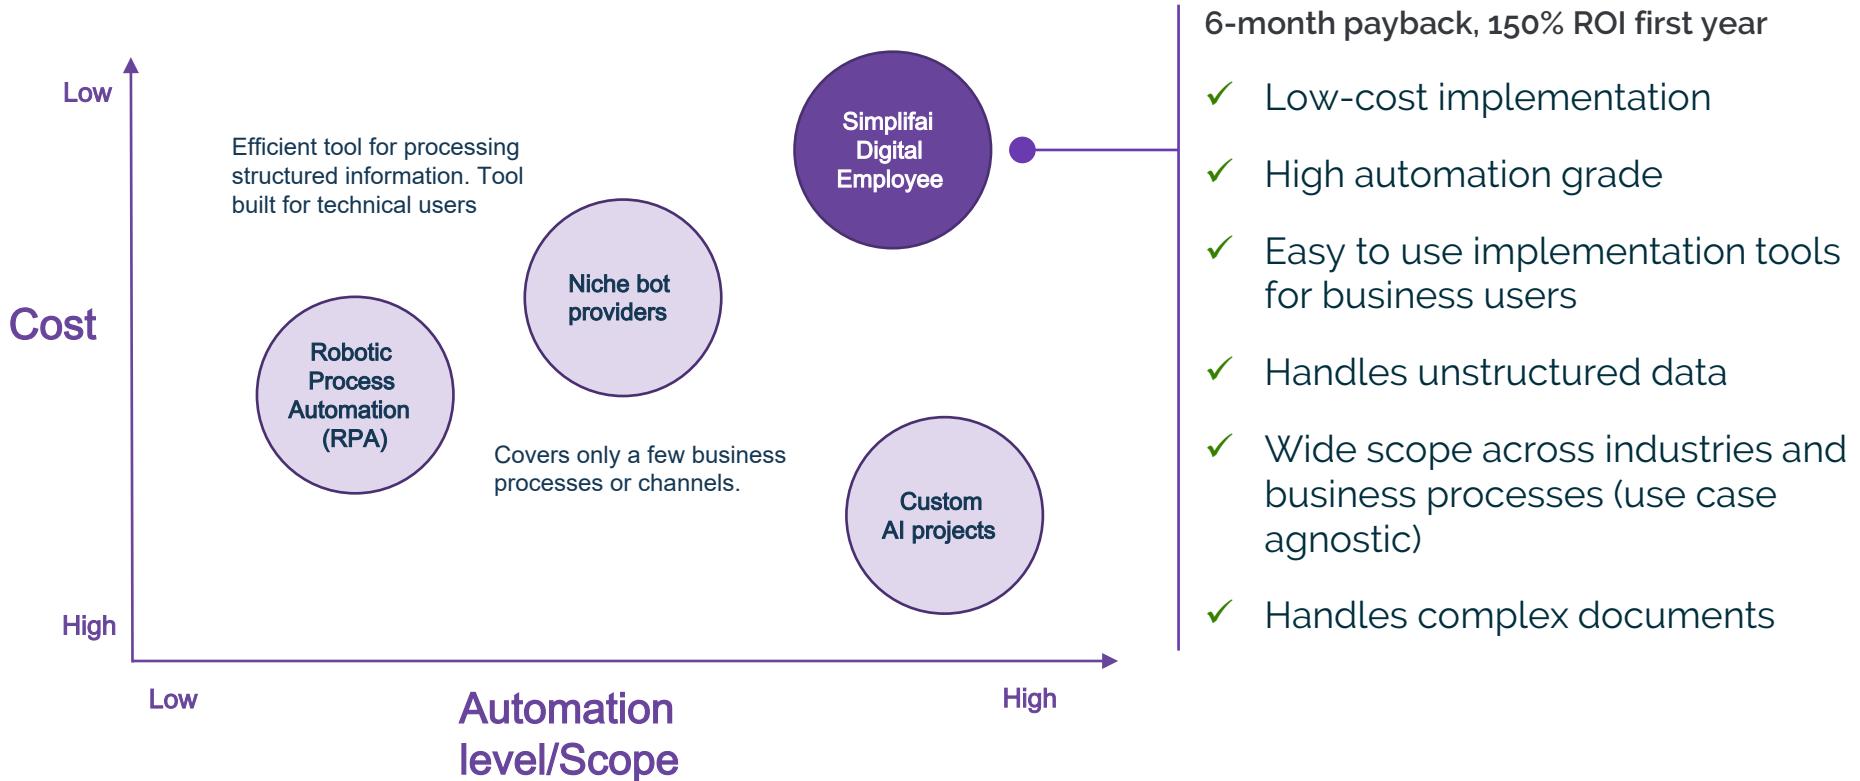 Low
Cost
High
Low
High
Automation
level/Scope
Efficient tool for processing
structured information. Tool
built for technical users
Robotic
Process
Automation
(RPA)
Niche bot
providers
Covers only a few business
processes or channels.
Simplifai
Digital
Employee
Custom
AI projects
6-month payback, 150% ROI first year
✓ Low-cost implementation
✓ High automation grade
✓ Easy to use implementation tools
for business users
✓ Handles unstructured data
✓ Wide scope across industries and
business processes (use case
agnostic)
✓ Handles complex documents